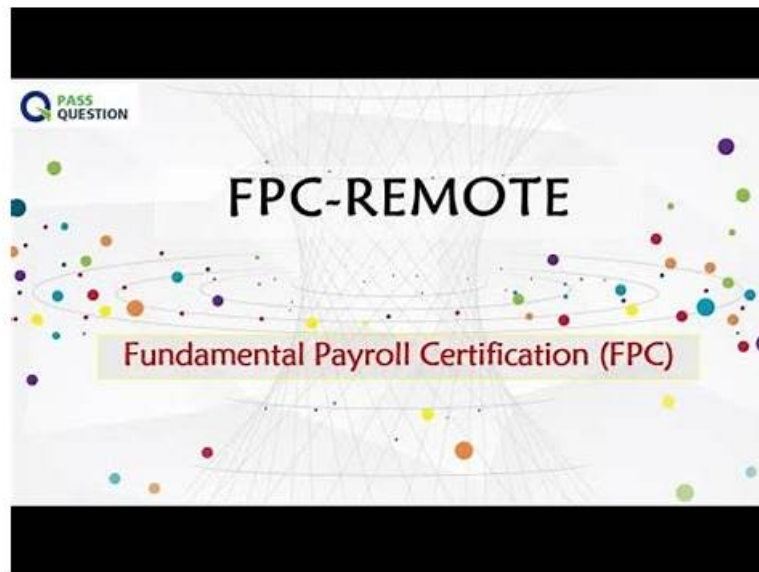 PASS
QUESTION
FPC-REMOTE
Fundamental Payroll Certification (FPC)